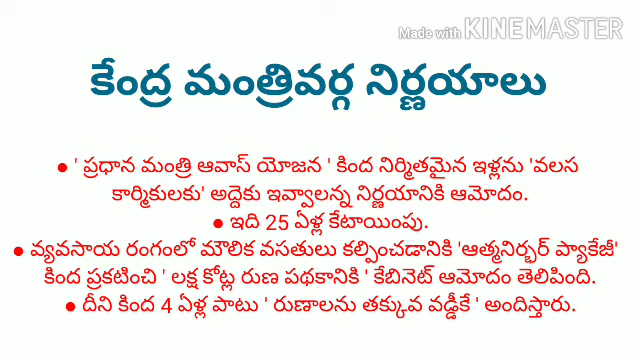 Made with KINEMASTER
కేంద్ర మంత్రివర్గ నిర్ణయాలు
● ' ప్రధాన మంత్రి ఆవాస్ యోజన ' కింద నిర్మితమైన ఇళ్లను 'వలస
కార్మికులకు' అద్దెకు ఇవ్వాలన్న నిర్ణయానికి ఆమోదం.
● ఇది 25 ఏళ్ల కేటాయింపు.
● వ్యవసాయ రంగంలో మౌలిక వసతులు కల్పించడానికి 'ఆత్మనిర్భర్ ప్యాకేజీ'
కింద ప్రకటించి ' లక్ష కోట్ల రుణ పథకానికి ' కేబినెట్ ఆమోదం తెలిపింది.
● దీని కింద 4 ఏళ్ల పాటు ' రుణాలను తక్కువ వడ్డీకే ' అందిస్తారు.